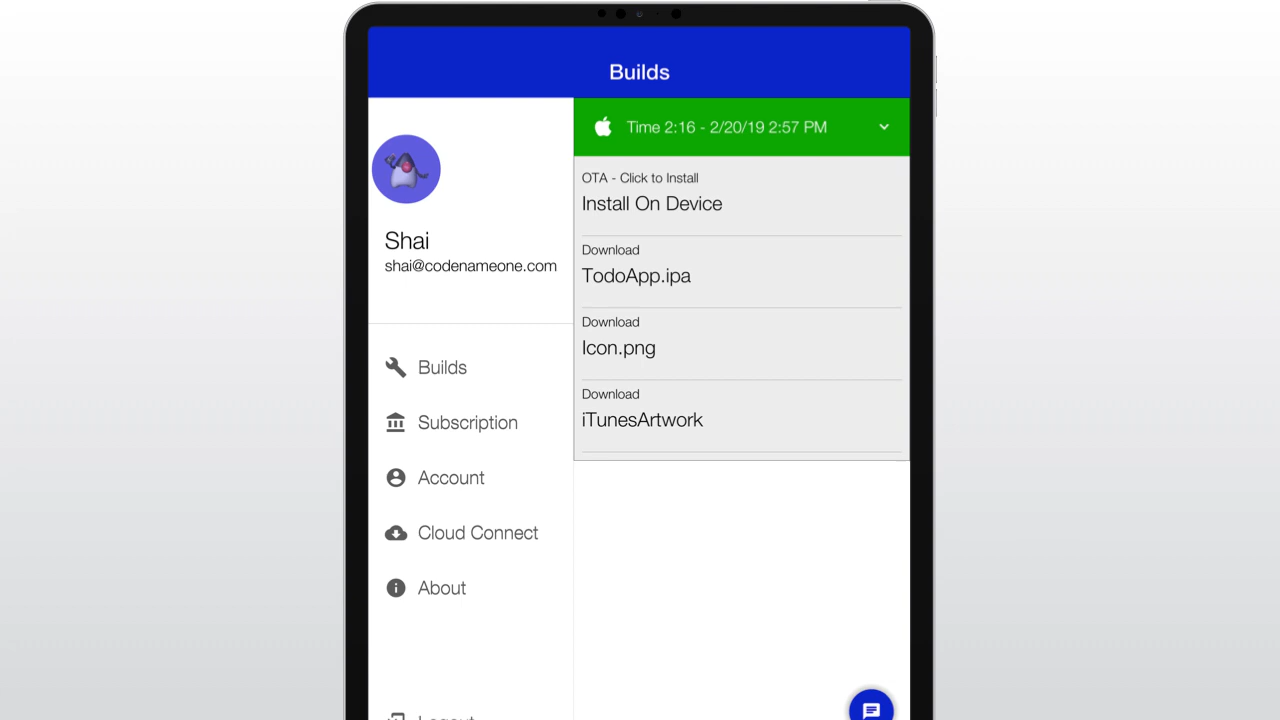 Builds
Time 2:16 - 2/20/19 2:57 PM
Shai
shai@codenameone.com
Builds
Subscription
Account
Cloud Connect
About
Logout
OTA - Click to Install
Install On Device
Download
TodoApp.ipa
Download
Icon.png
Download
iTunesArtwork